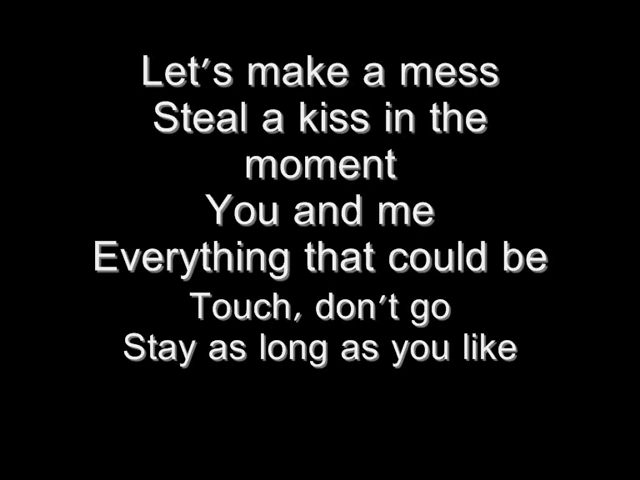 Let's make a mess
Steal a kiss in the
moment
You and me
Everything that could be
Touch, don't go
Stay as long as you like